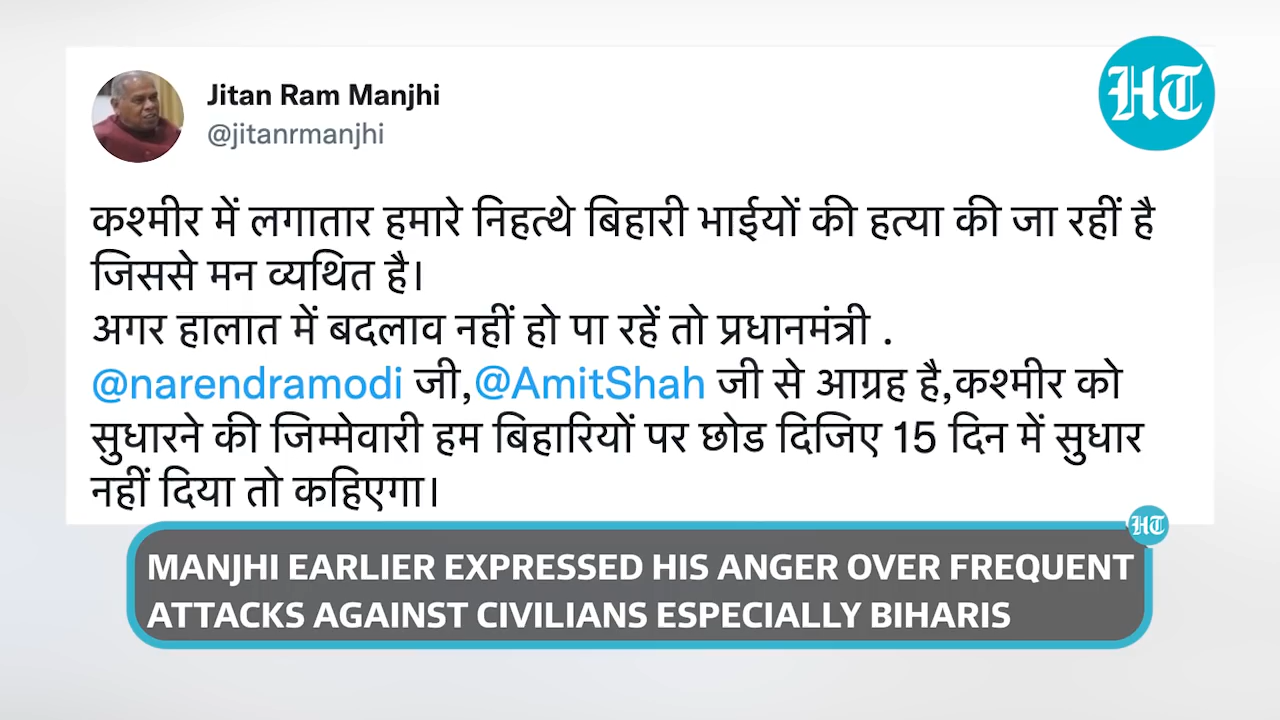 Jitan Ram Manjhi
@jitanrmanjhi
HT
कश्मीर में लगातार हमारे निहत्थे बिहारी भाईयों की हत्या की जा रहीं है
जिससे मन व्यथित है।
अगर हालात में बदलाव नहीं हो पा रहें तो प्रधानमंत्री .
@narendramodi जी,@AmitShah जी से आग्रह है,कश्मीर को
सुधारने की जिम्मेवारी हम बिहारियों पर छोड दिजिए 15 दिन में सुधार
नहीं दिया तो कहिएगा।
HT
MANJHI EARLIER EXPRESSED HIS ANGER OVER FREQUENT
ATTACKS AGAINST CIVILIANS ESPECIALLY BIHARIS